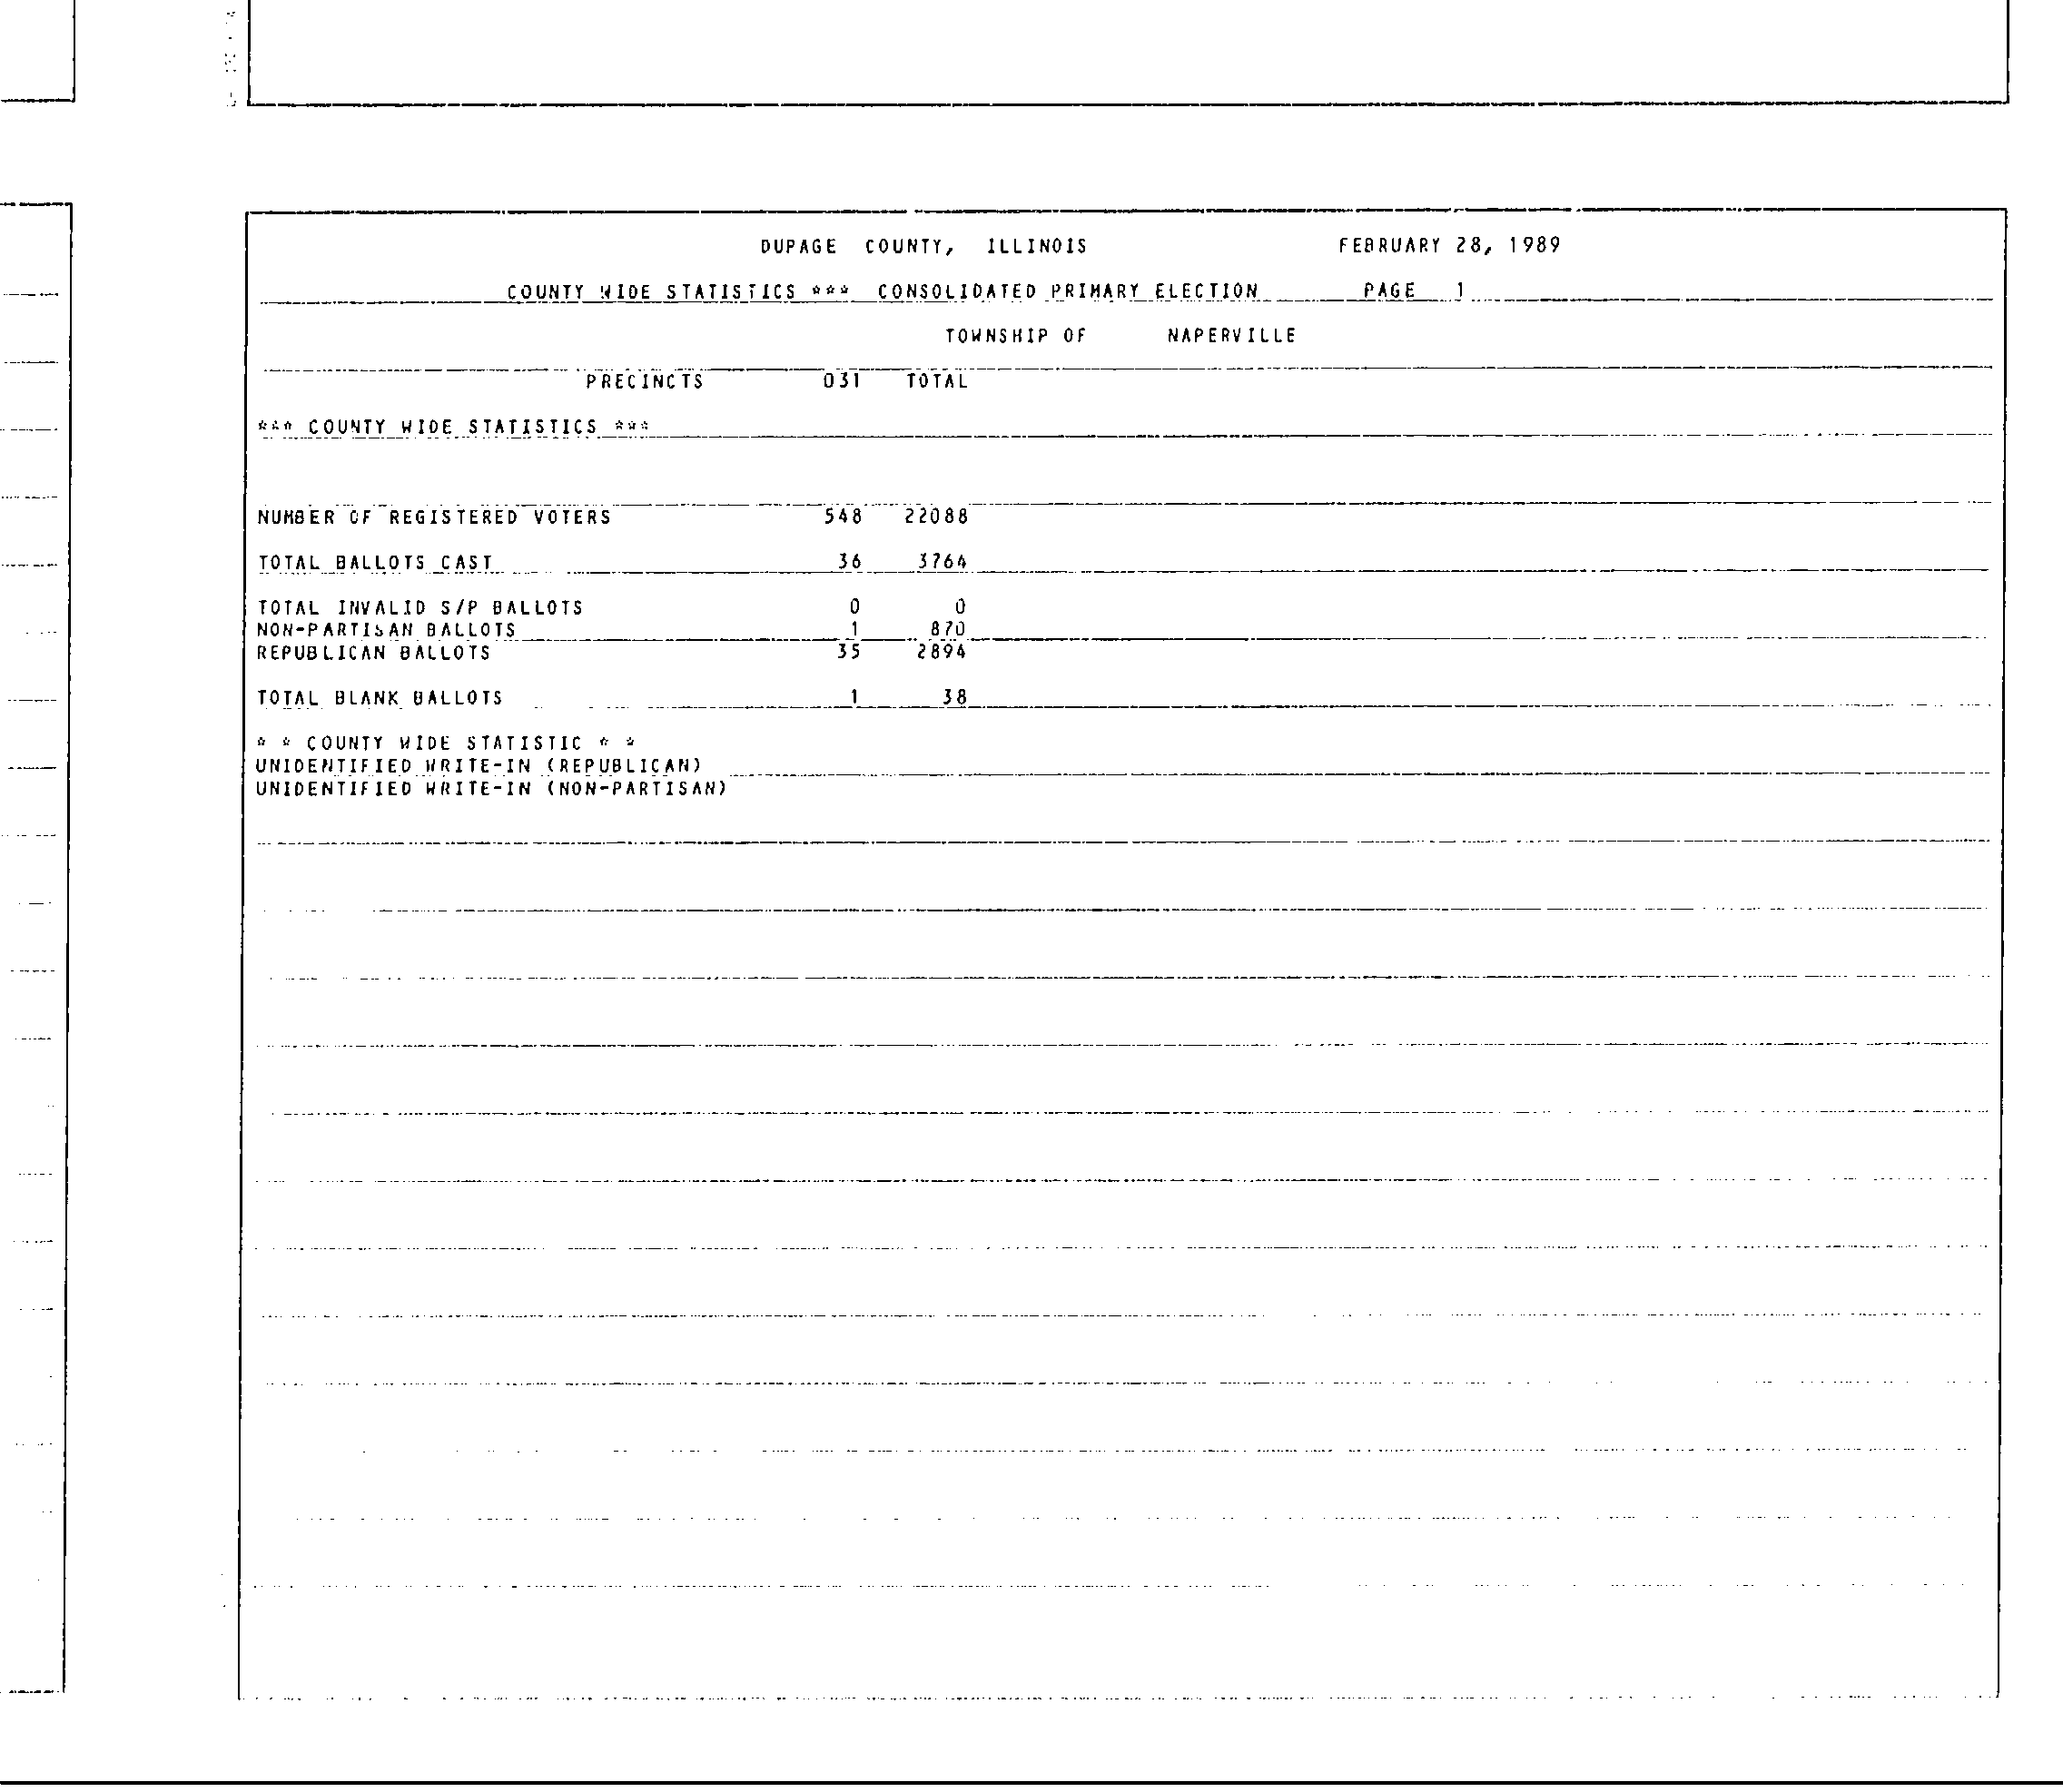 DUPAGE COUNTY, ILLINOIS FEBRUARY 28, 1989
COUNTY WIDE STATISTICS *** CONSOLIDATED PRIMARY ELECTION PAGE 1
TOWNSHIP OF NAPERVILLE
PRECINCTS 031 TOTAL
*** COUNTY WIDE STATISTICS ***
NUMBER OF REGISTERED VOTERS 548 22088
TOTAL BALLOTS CAST 36 3764
TOTAL INVALID S/P BALLOTS 0 0
NON-PARTISAN BALLOTS 1 870
REPUBLICAN BALLOTS 35 2894
TOTAL BLANK BALLOTS 1 38
* * COUNTY WIDE STATISTIC * *
UNIDENTIFIED WRITE-IN (REPUBLICAN)
UNIDENTIFIED WRITE-IN (NON-PARTISAN)